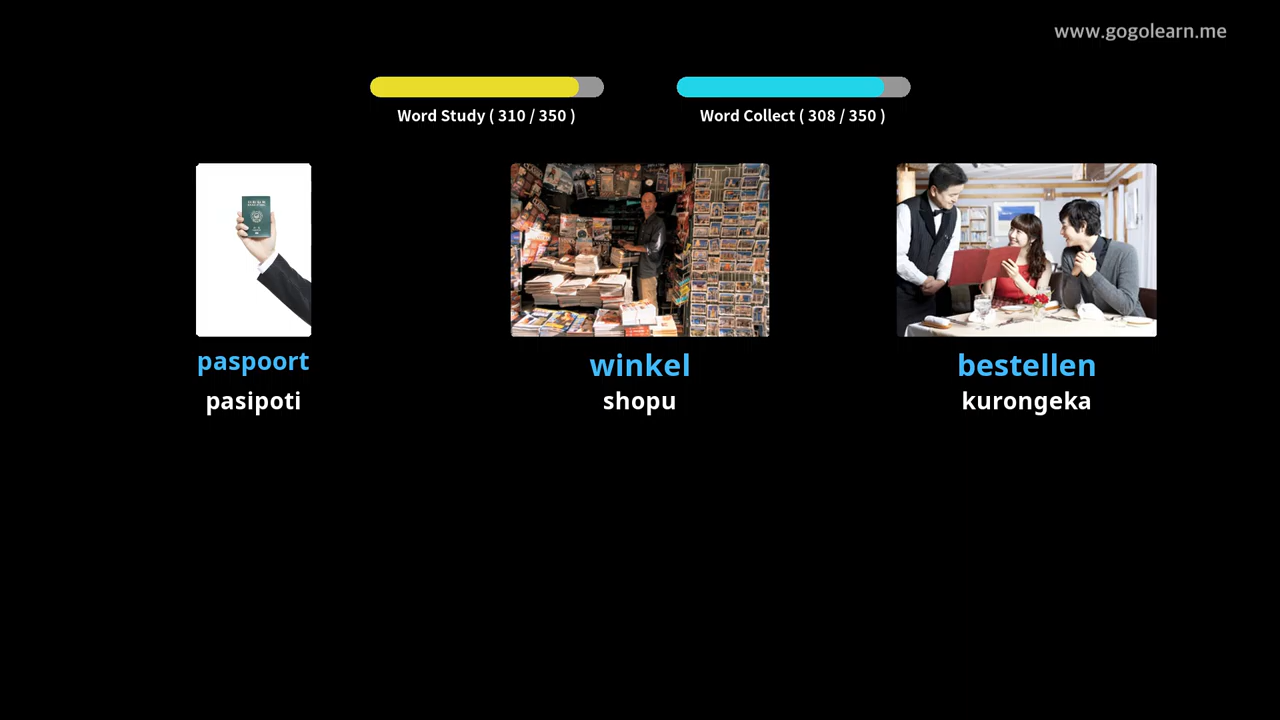 www.gogolearn.me
Word Study ( 310 / 350 )
Word Collect ( 308 / 350 )
paspoort
pasipoti
winkel
shopu
bestellen
kurongeka